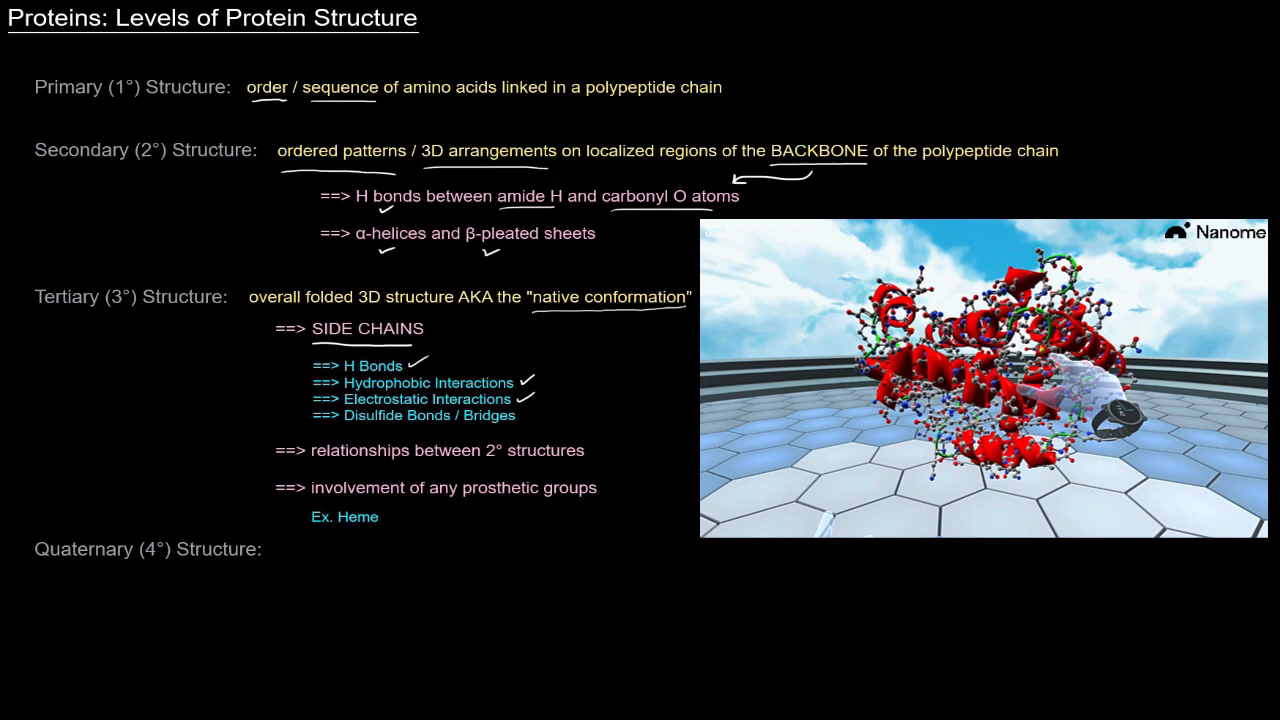 Proteins: Levels of Protein Structure
Primary (1°) Structure: order / sequence of amino acids linked in a polypeptide chain
Secondary (2°) Structure: ordered patterns / 3D arrangements on localized regions of the BACKBONE of the polypeptide chain
==> H bonds between amide H and carbonyl O atoms
==> α-helices and β-pleated sheets
Nanome
Tertiary (3°) Structure: overall folded 3D structure AKA the "native conformation"
==> SIDE CHAINS
==> H Bonds
==> Hydrophobic Interactions
==> Electrostatic Interactions
==> Disulfide Bonds / Bridges
==> relationships between 2° structures
==> involvement of any prosthetic groups
Ex. Heme
Quaternary (4°) Structure: